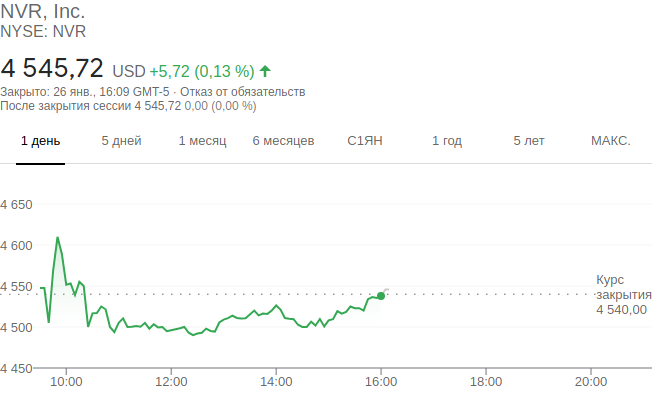 NVR, Inc.
NYSE: NVR
4 545,72 USD +5,72 (0,13 %)
Закрыто: 26 янв., 16:09 GMT-5 · Отказ от обязательств
После закрытия сессии 4 545,72 0,00 (0,00 %)
1 день 5 дней 1 месяц 6 месяцев С1ЯН 1 год 5 лет МАКС.
4 650
4 600
4 550
Курс
закрытия
4 540,00
4 500
4 450
10:00 12:00 14:00 16:00 18:00 20:00